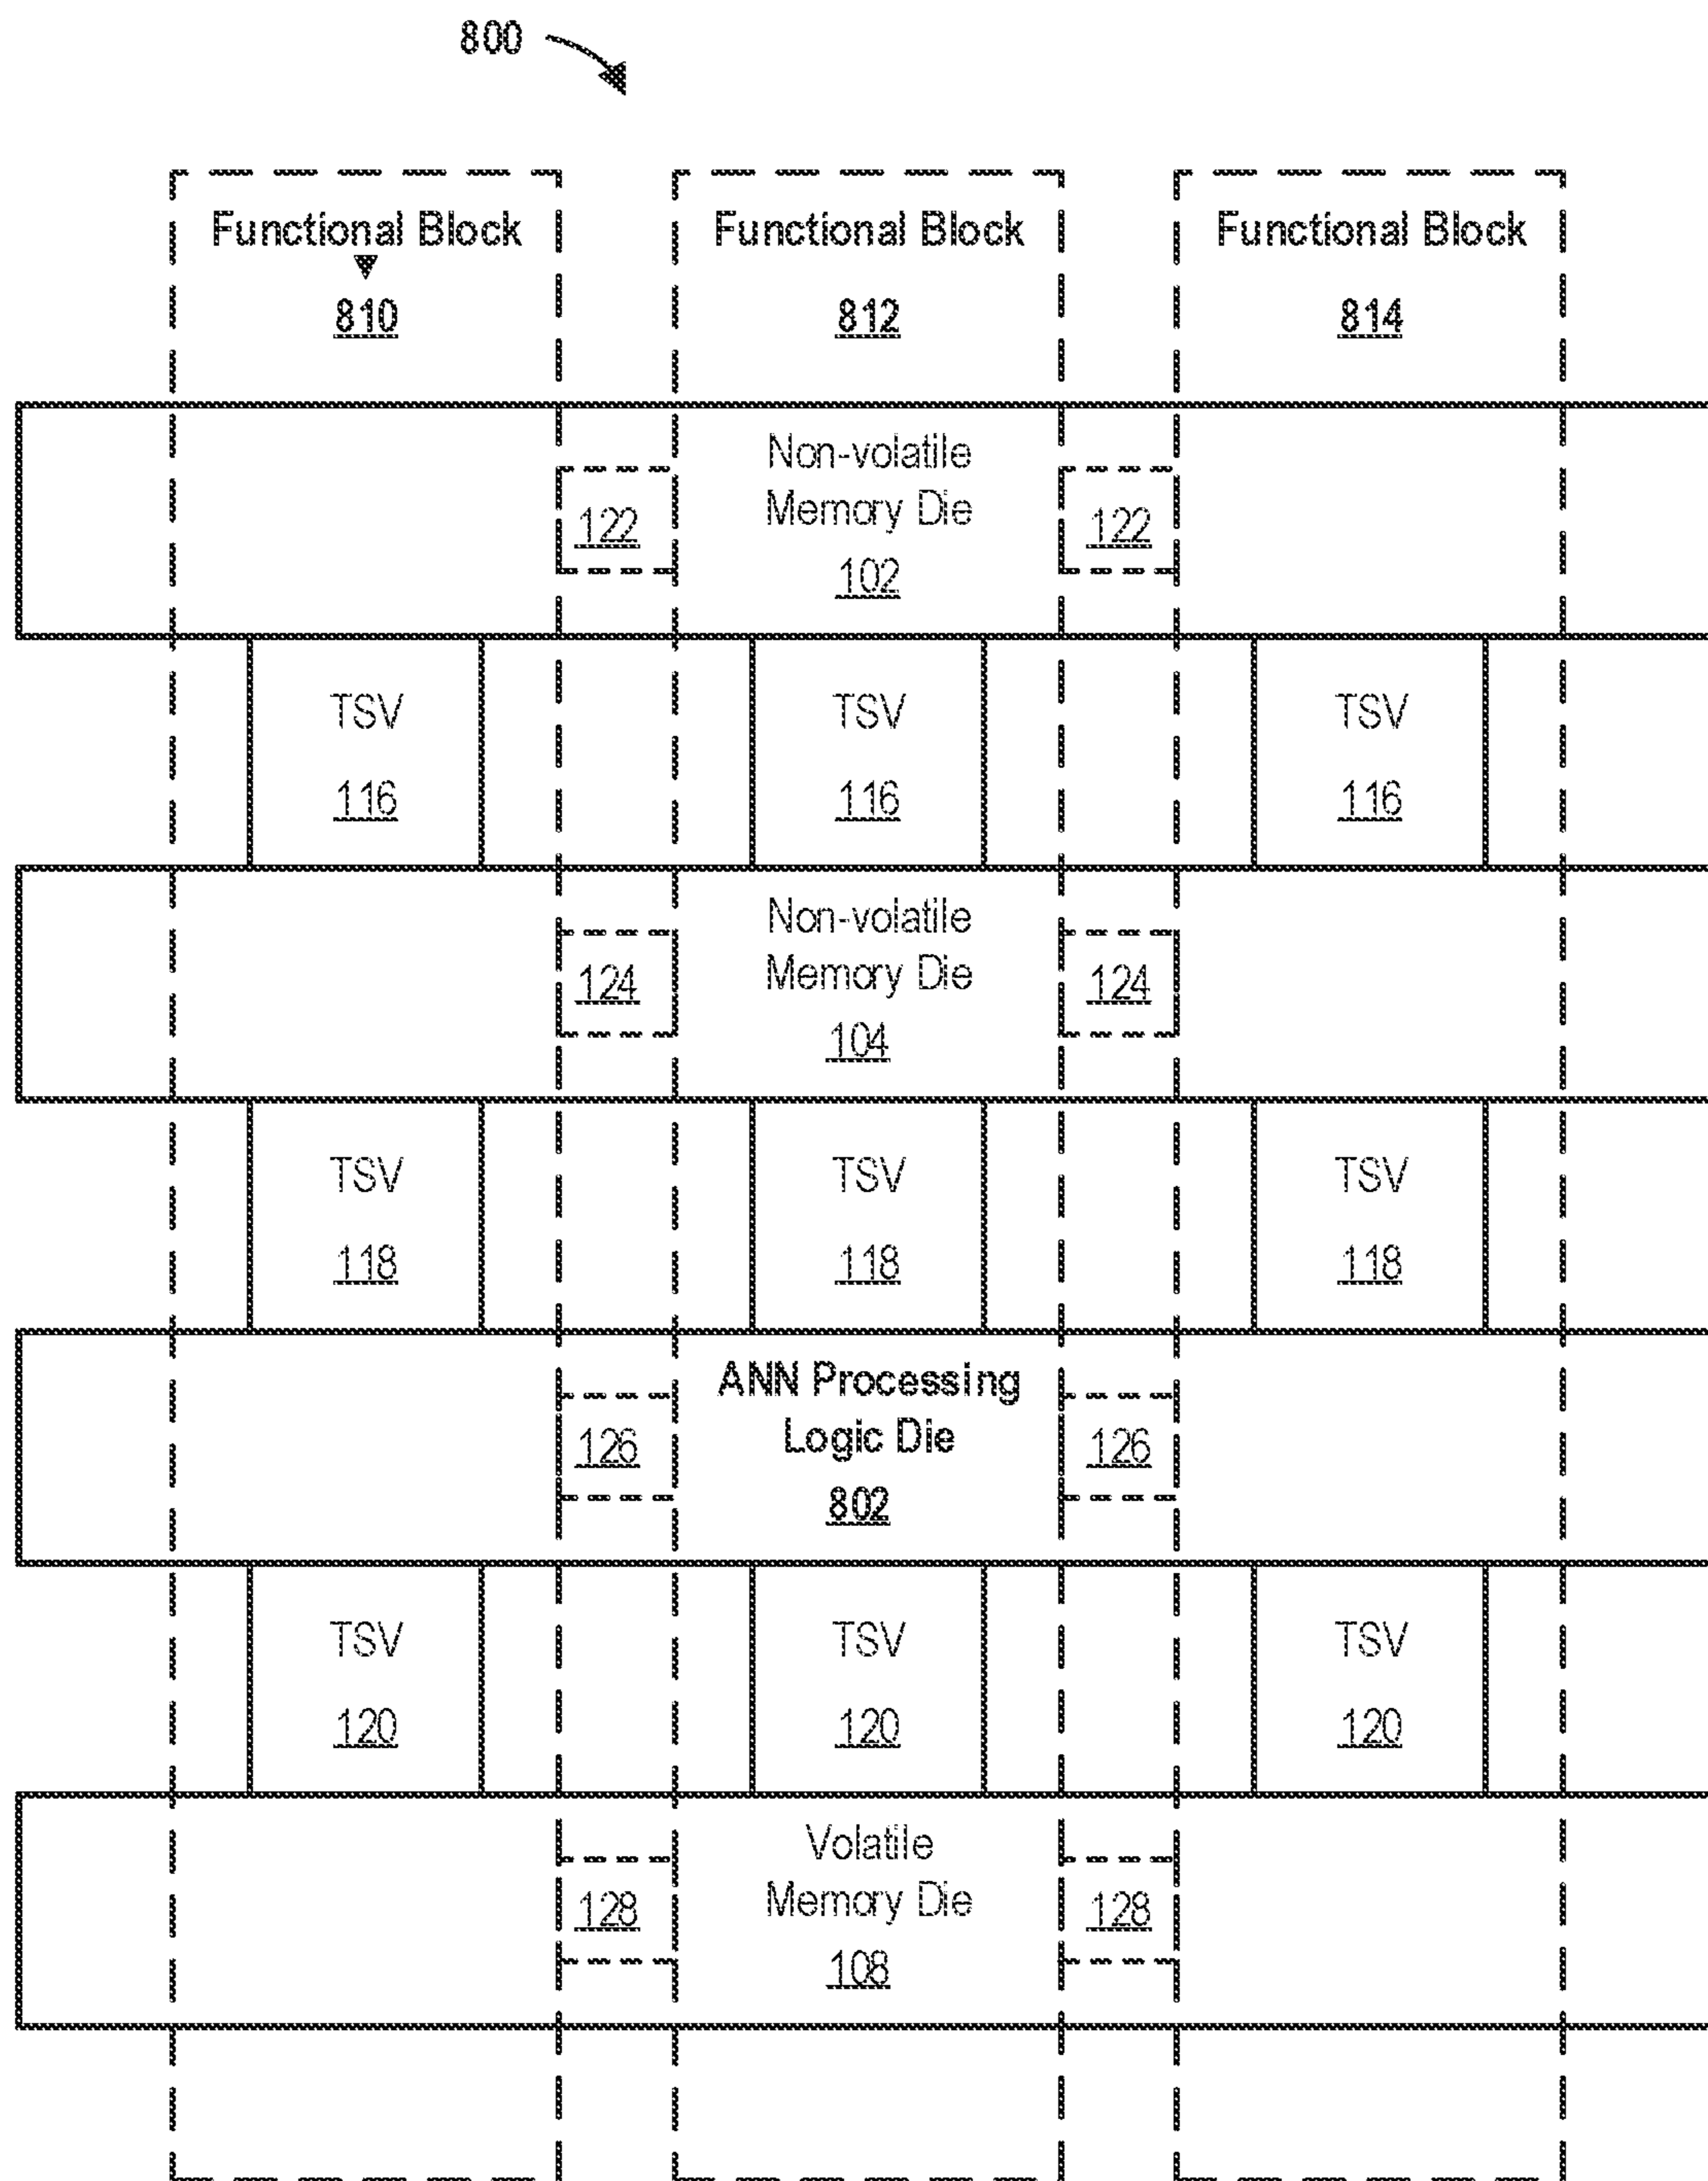 800
Functional Block Functional Block Functional Block
810 812 814
Non-volatile
Memory Die
122 122
102
TSV TSV TSV
116 116 116
Non-volatile
Memory Die
124 124
104
TSV TSV TSV
118 118 118
ANN Processing
Logic Die
126 126
802
TSV TSV TSV
120 120 120
Volatile
Memory Die
128 128
108